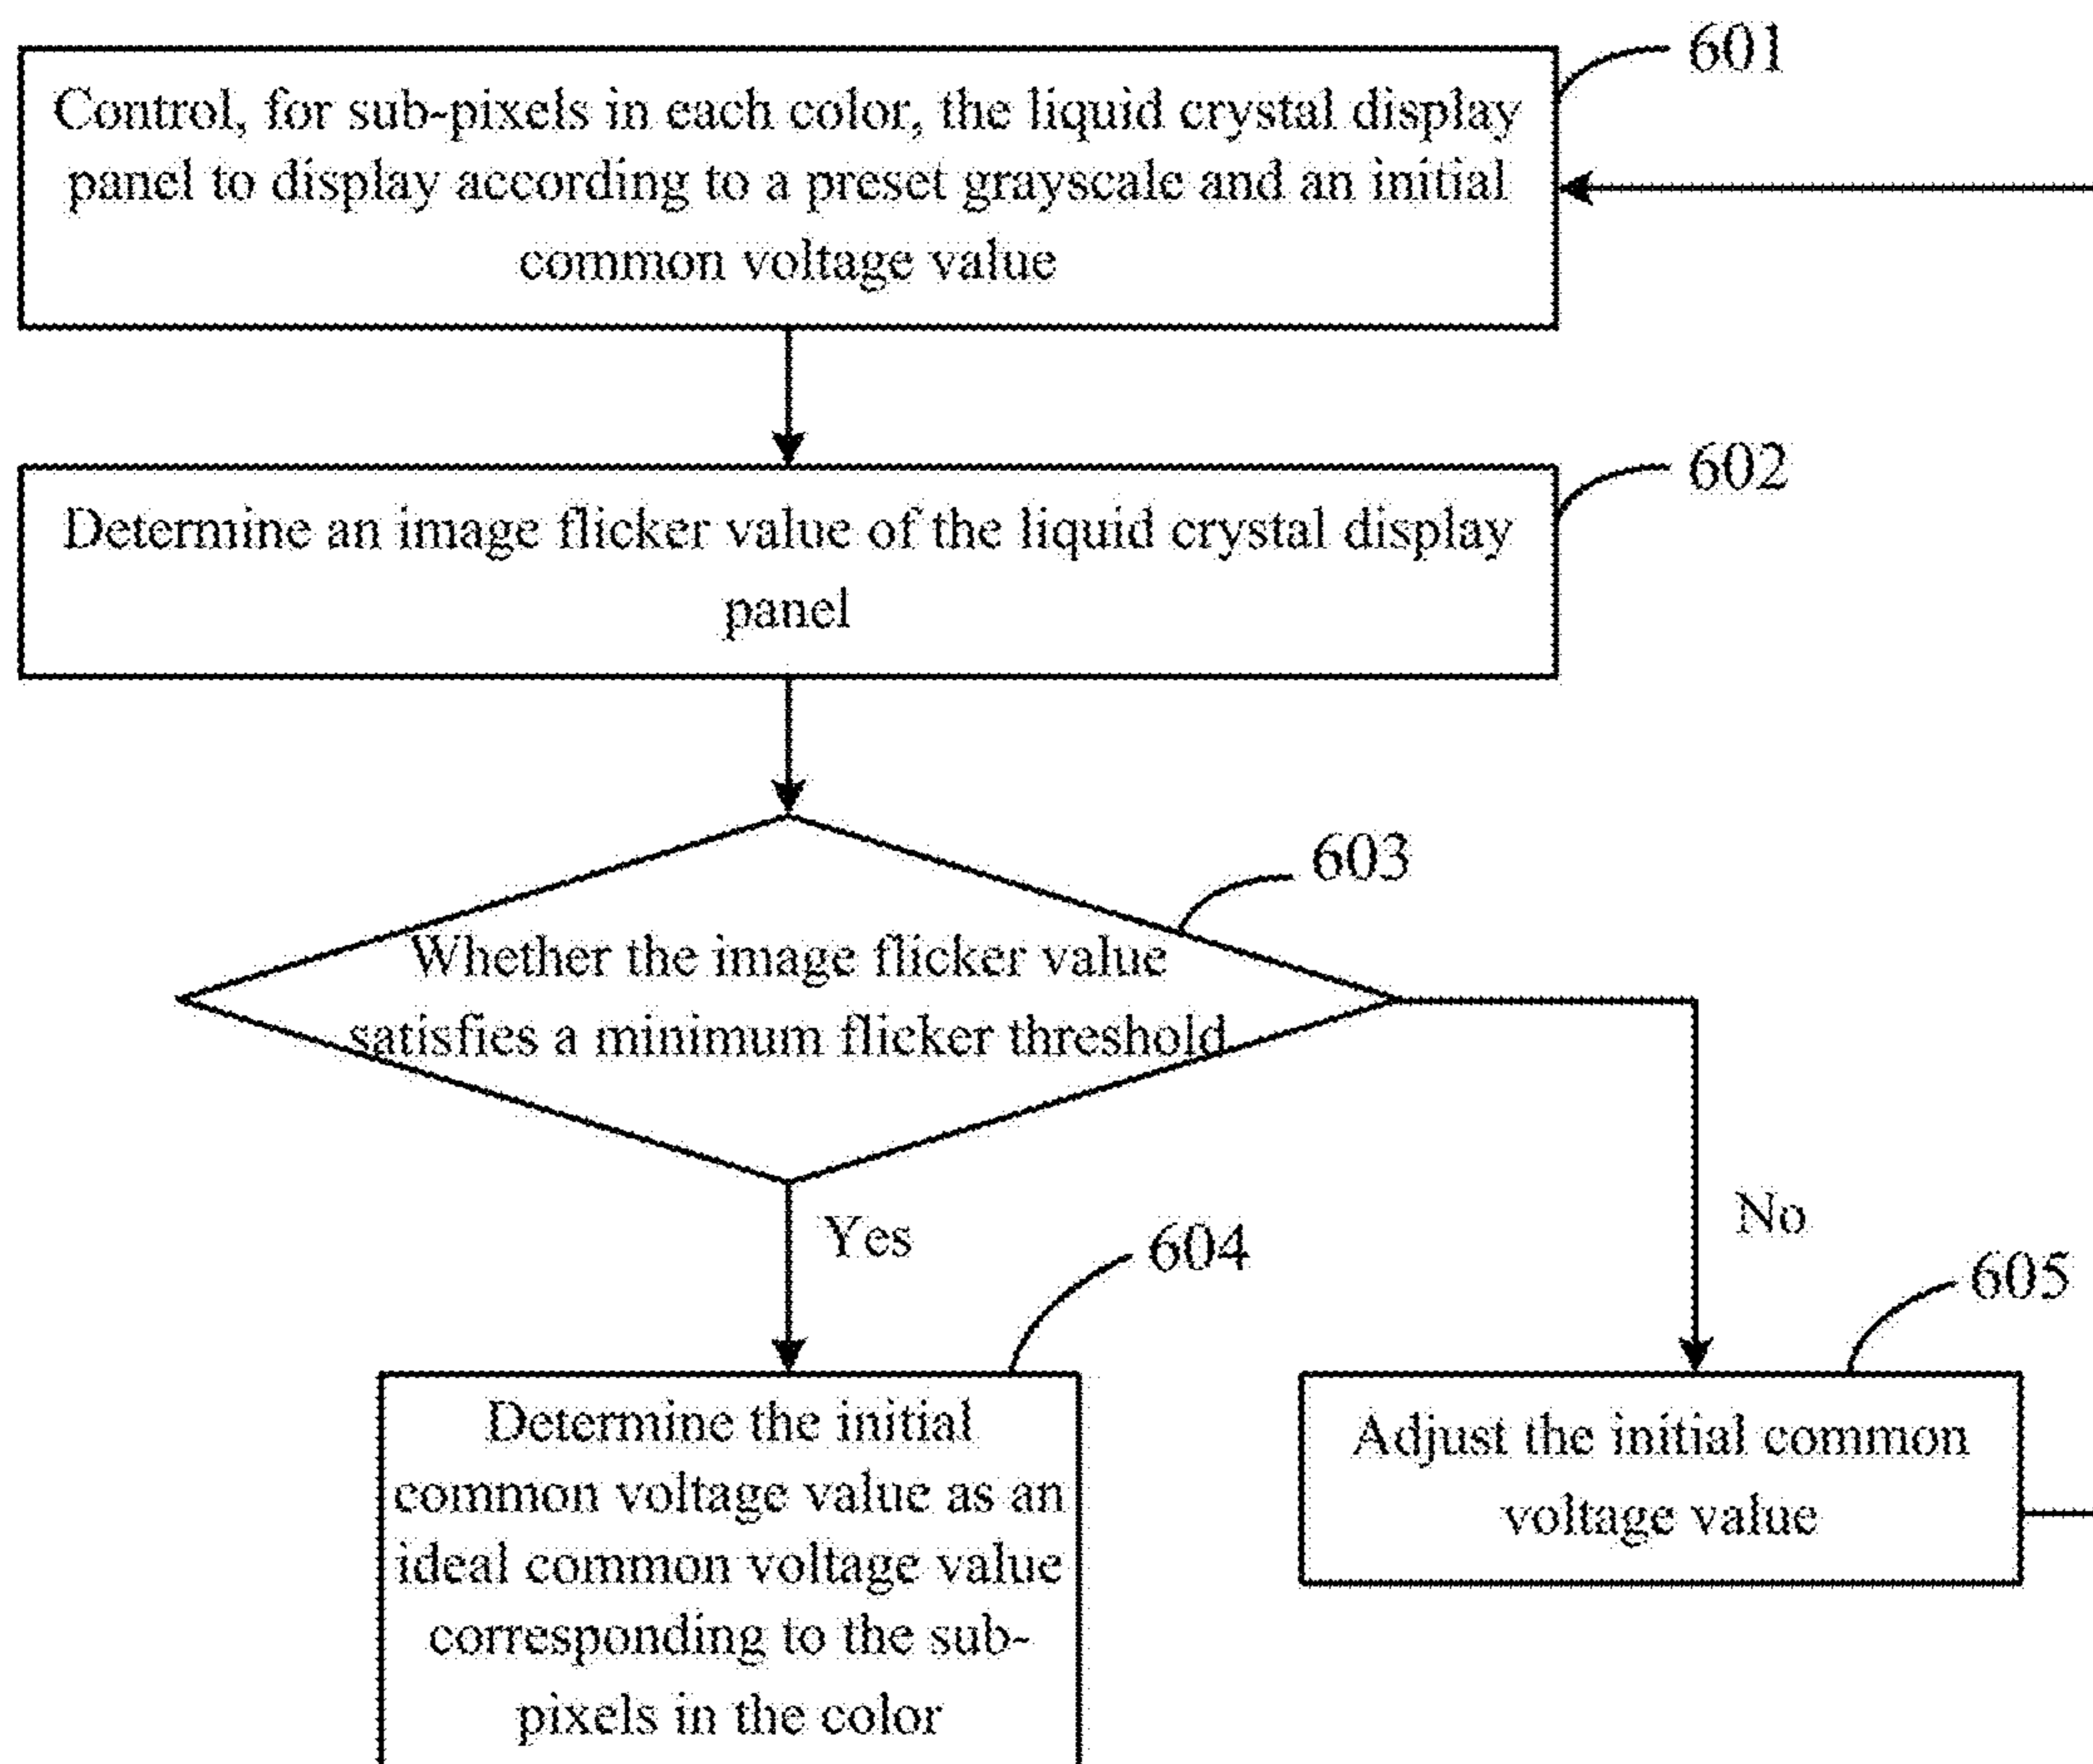 601
Control, for sub-pixels in each color, the liquid crystal display
panel to display according to a preset grayscale and an initial
common voltage value
602
Determine an image flicker value of the liquid crystal display
panel
603
Whether the image flicker value
satisfies a minimum flicker threshold
Yes
No
604
605
Determine the initial
common voltage value as an
ideal common voltage value
corresponding to the sub-
pixels in the color
Adjust the initial common
voltage value